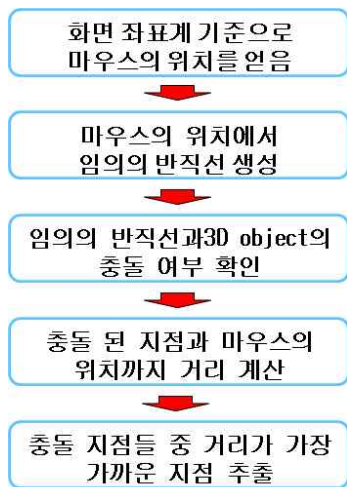 화면 좌표계 기준으로
마우스의 위치를 얻음
마우스의 위치에서
임의의 반직선 생성
임의의 반직선과3D object의
충돌 여부 확인
충돌 된 지점과 마우스의
위치까지 거리 계산
충돌 지점들 중 거리가 가장
가까운 지점 추출